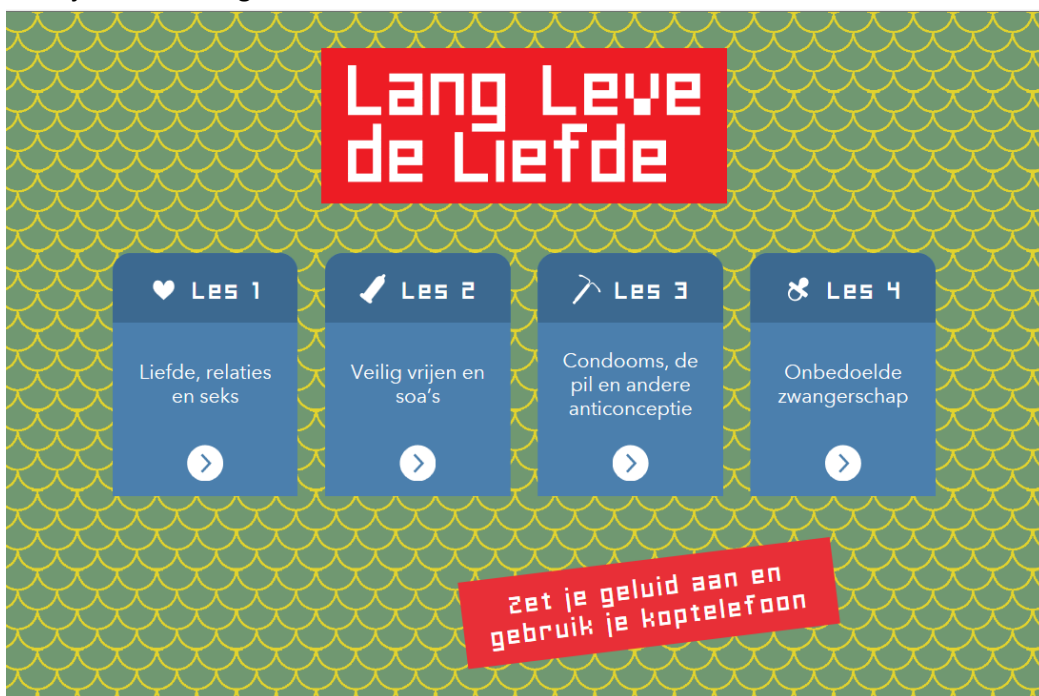 Lang Leve
de Liefde
Les 1
Liefde, relaties
en seks
Les 2
Veilig vrijen en
soa's
Les 3
Condooms, de
pil en andere
anticonceptie
Les 4
Onbedoelde
zwangerschap
Zet je geluid aan en
gebruik je koptelefoon